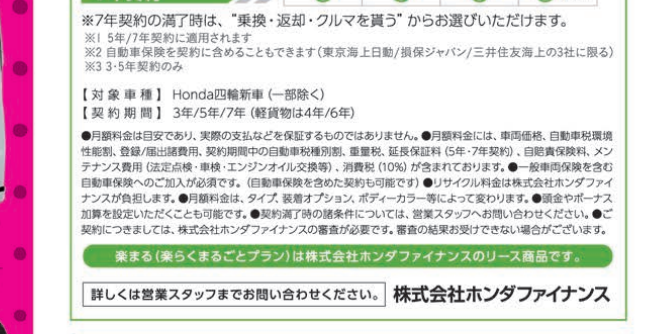 ※7年契約の満了時は、“乗換・返却・クルマを貰う” からお選びいただけます。
※1 5年/7年契約に適用されます
※2 自動車保険を契約に含めることもできます(東京海上日動/損保ジャパン/三井住友海上の3社に限る)
※3 3・5年契約のみ
【対象車種】 Honda四輪新車(一部除く)
【契約期間】 3年/5年/7年(軽貨物は4年/6年)
●月額料金は目安であり、実際の支払などを保証するものではありません。●月額料金には、車両価格、自動車税環境
性能割、登録/届出諸費用、契約期間中の自動車税種別割、重量税、延長保証料(5年・7年契約)、自賠責保険料、メン
テナンス費用(法定点検・車検・エンジンオイル交換等)、消費税(10%)が含まれております。●一般車両保険を含む
自動車保険へのご加入が必須です。(自動車保険を含めた契約も可能です)●リサイクル料金は株式会社ホンダファイ
ナンスが負担します。●月額料金は、タイプ、装着オプション、ボディーカラー等によって変わります。●頭金やボーナス
加算を設定いただくことも可能です。●契約満了時の諸条件については、営業スタッフへお問い合わせください。●ご
契約につきましては、株式会社ホンダファイナンスの審査が必要です。審査の結果お受けできない場合がございます。
楽まる(楽らくまるごとプラン)は株式会社ホンダファイナンスのリース商品です。
詳しくは営業スタッフまでお問い合わせください。 株式会社ホンダファイナンス